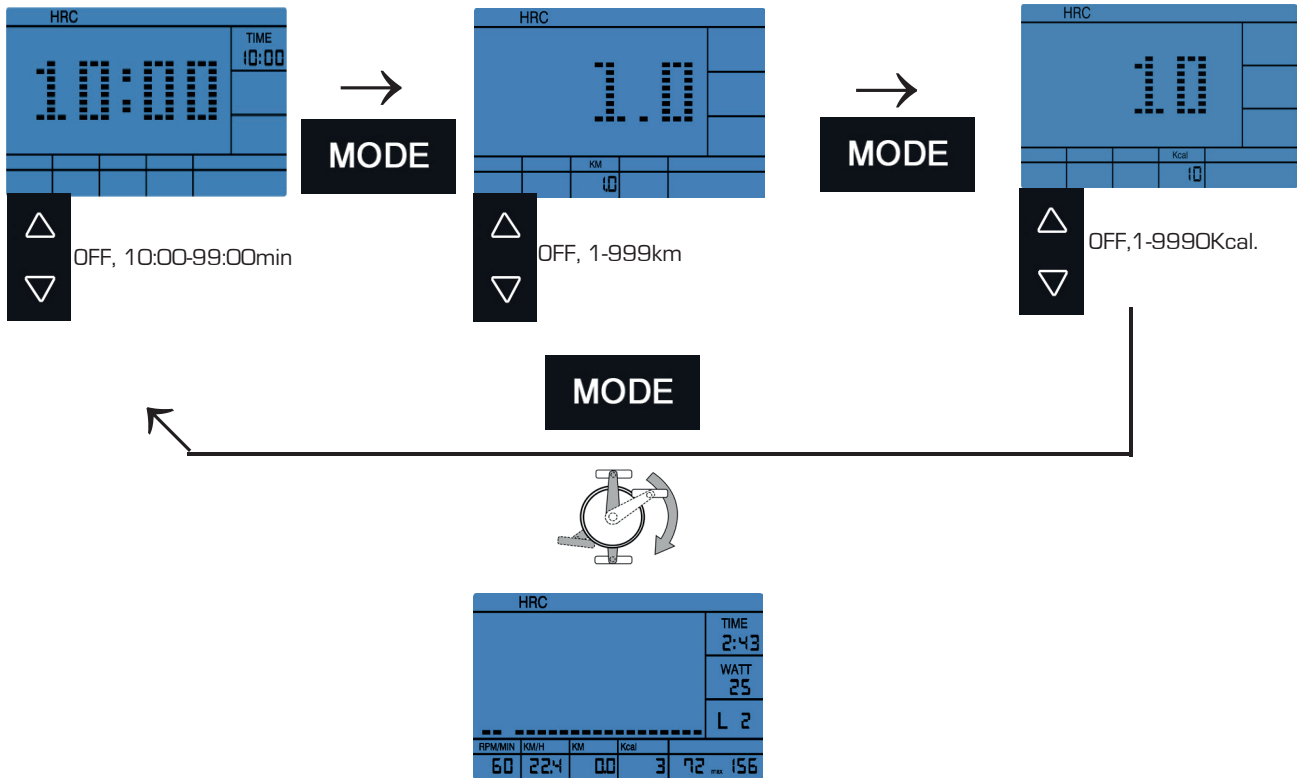 HRC
TIME
10:00
10:00
MODE
OFF, 10:00-99:00min
HRC
1.0
KM
1.0
MODE
OFF, 1-999km
HRC
10
Kcal
10
OFF,1-9990Kcal.
MODE
HRC
TIME
2:43
WATT
25
L 2
RPM/MIN KM/H KM Kcal
60 22.4 0.0 3 72 max 156